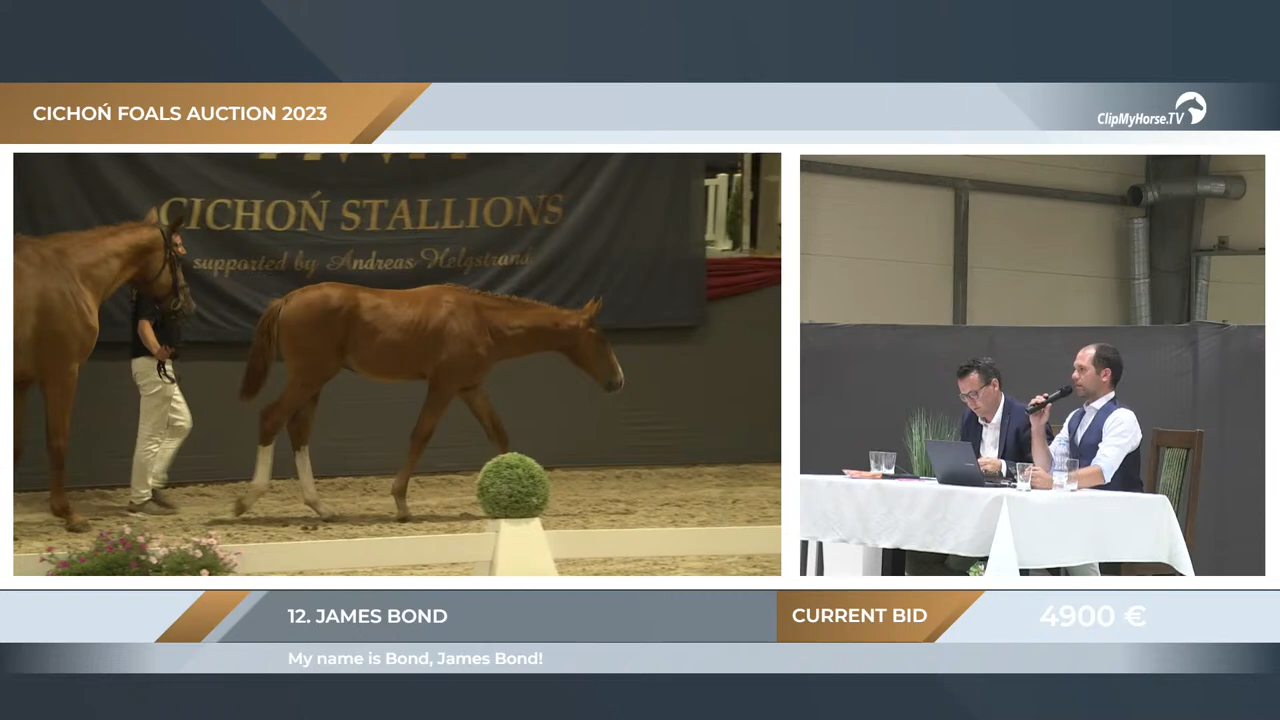 CICHOŃ FOALS AUCTION 2023
ClipMyHorse.TV
CICHOŃ STALLIONS
supported by Andreas Helgstrand
12. JAMES BOND
CURRENT BID
4900 €
My name is Bond, James Bond!